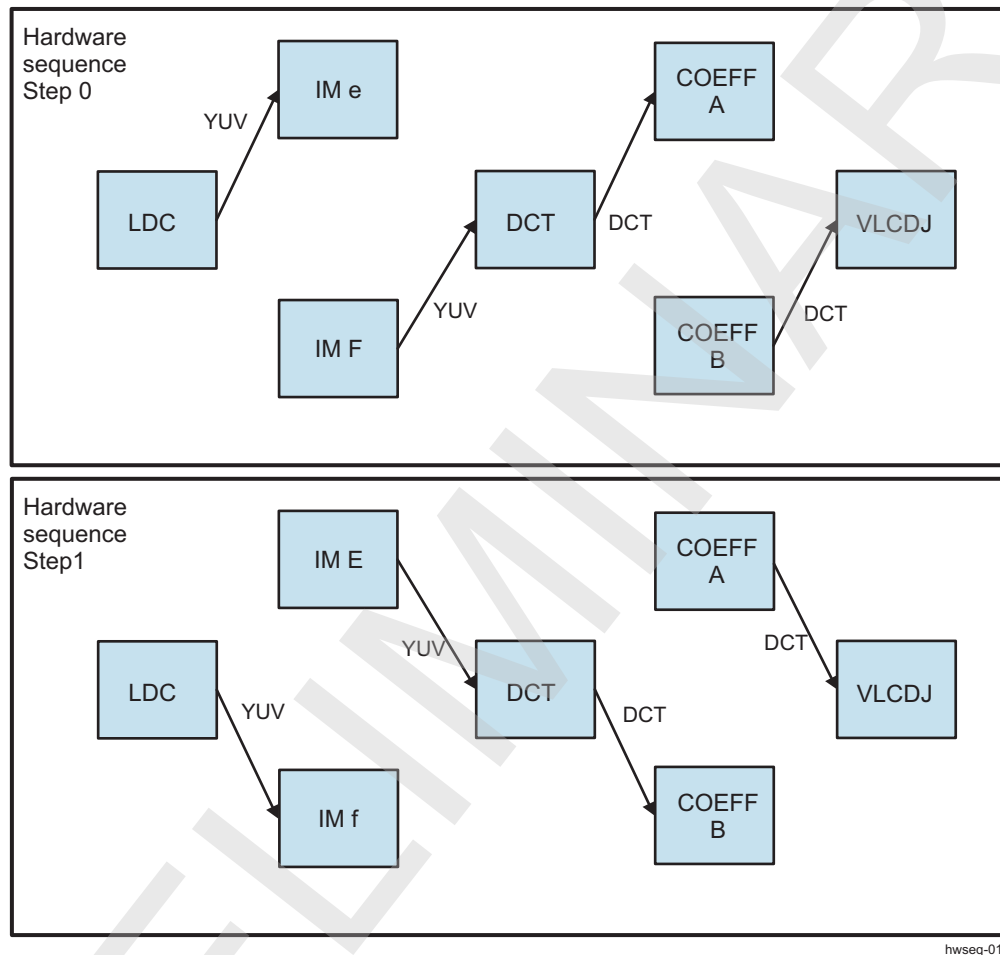 Hardware
sequence
Step 0
IM e
COEFF
A
YUV
LDC
DCT
DCT
VLCDJ
YUV
IM F
COEFF
B
DCT
Hardware
sequence
Step1
IM E
COEFF
A
YUV
DCT
LDC
YUV
DCT
DCT
VLCDJ
IM f
COEFF
B
hwseq-01